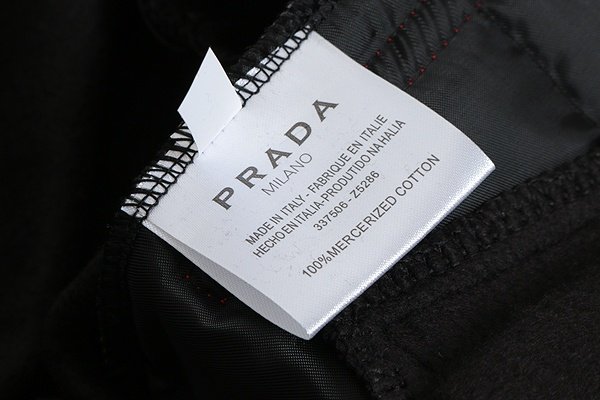 PRADA
MILANO
MADE IN ITALY - FABRIQUE EN ITALIE
HECHO EN ITALIA-PRODUTIDO NA HALIA
337506 - Z5286
100%MERCERIZED COTTON